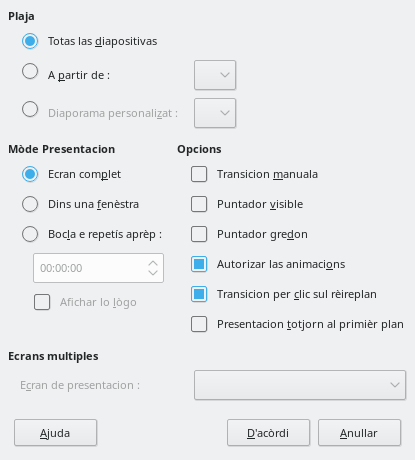 Plaja
Totas las diapositivas
A partir de :
Diaporama personalizat :
Mòde Presentacion
Ecran complet
Dins una fenèstra
Bocla e repetís aprèp :
00:00:00
Afichar lo lògo
Opcions
Transicion manuala
Puntador visible
Puntador gredon
Autorizar las animacions
Transicion per clic sul rèireplan
Presentacion totjorn al primièr plan
Ecrans multiples
Ecran de presentacion :
Ajuda
D'acòrdi
Anullar